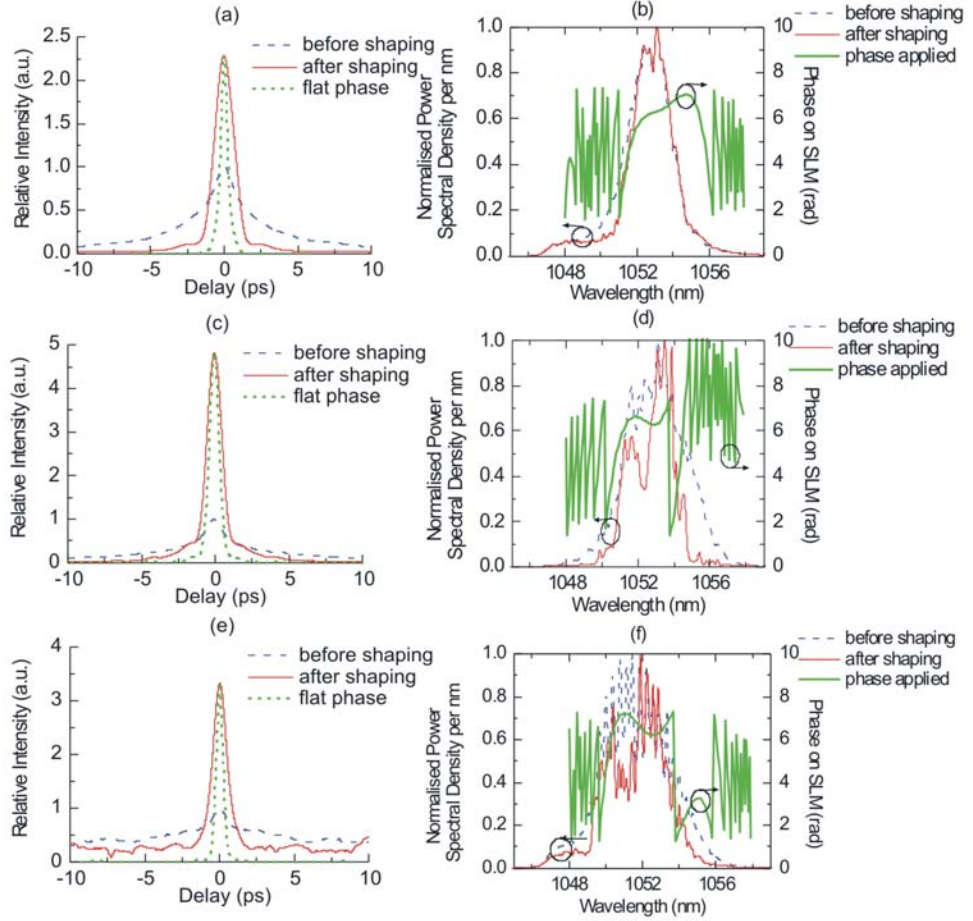 (a)
before shaping
after shaping
flat phase
Relative Intensity (a.u.)
2.5
2.0
1.5
1.0
0.5
0.0
-10
-5
0
5
10
Delay (ps)
(b)
before shaping
after shaping
phase applied
Normalised Power
Spectral Density per nm
1.0
0.8
0.6
0.4
0.2
0.0
10
8
6
4
2
0
Phase on SLM (rad)
1048
1052
1056
Wavelength (nm)
(c)
before shaping
after shaping
flat phase
Relative Intensity (a.u.)
5
4
3
2
1
0
-10
-5
0
5
10
Delay (ps)
(d)
before shaping
after shaping
phase applied
Normalised Power
Spectral Density per nm
1.0
0.8
0.6
0.4
0.2
0.0
10
8
6
4
2
0
Phase on SLM (rad)
1048
1052
1056
Wavelength (nm)
(e)
before shaping
after shaping
flat phase
Relative Intensity (a.u.)
4
3
2
1
0
-10
-5
0
5
10
Delay (ps)
(f)
before shaping
after shaping
phase applied
Normalised Power
Spectral Density per nm
1.0
0.8
0.6
0.4
0.2
0.0
10
8
6
4
2
0
Phase on SLM (rad)
1048
1052
1056
Wavelength (nm)